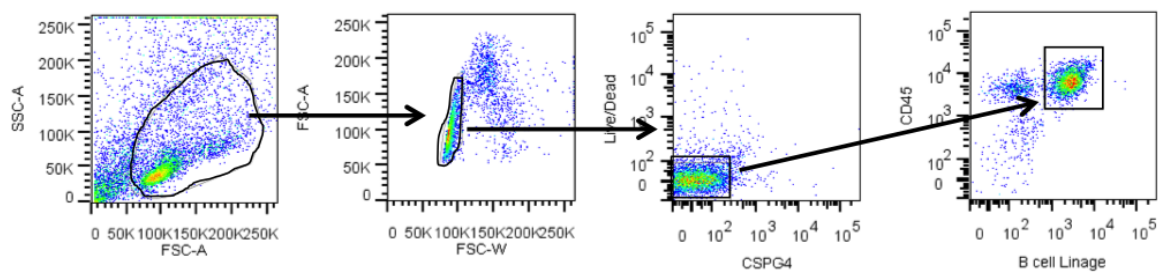 SSC-A
250K
200K
150K
100K
50K
0
0 50K 100K 150K 200K 250K
FSC-A
FSC-A
250K
200K
150K
100K
50K
0
0 50K 100K 150K 200K 250K
FSC-W
Live/Dead
10^5
10^4
10^3
10^2
0
0 10^2 10^3 10^4 10^5
CSPG4
CD45
10^5
10^4
10^3
10^2
0
0 10^2 10^3 10^4 10^5
B cell Linage